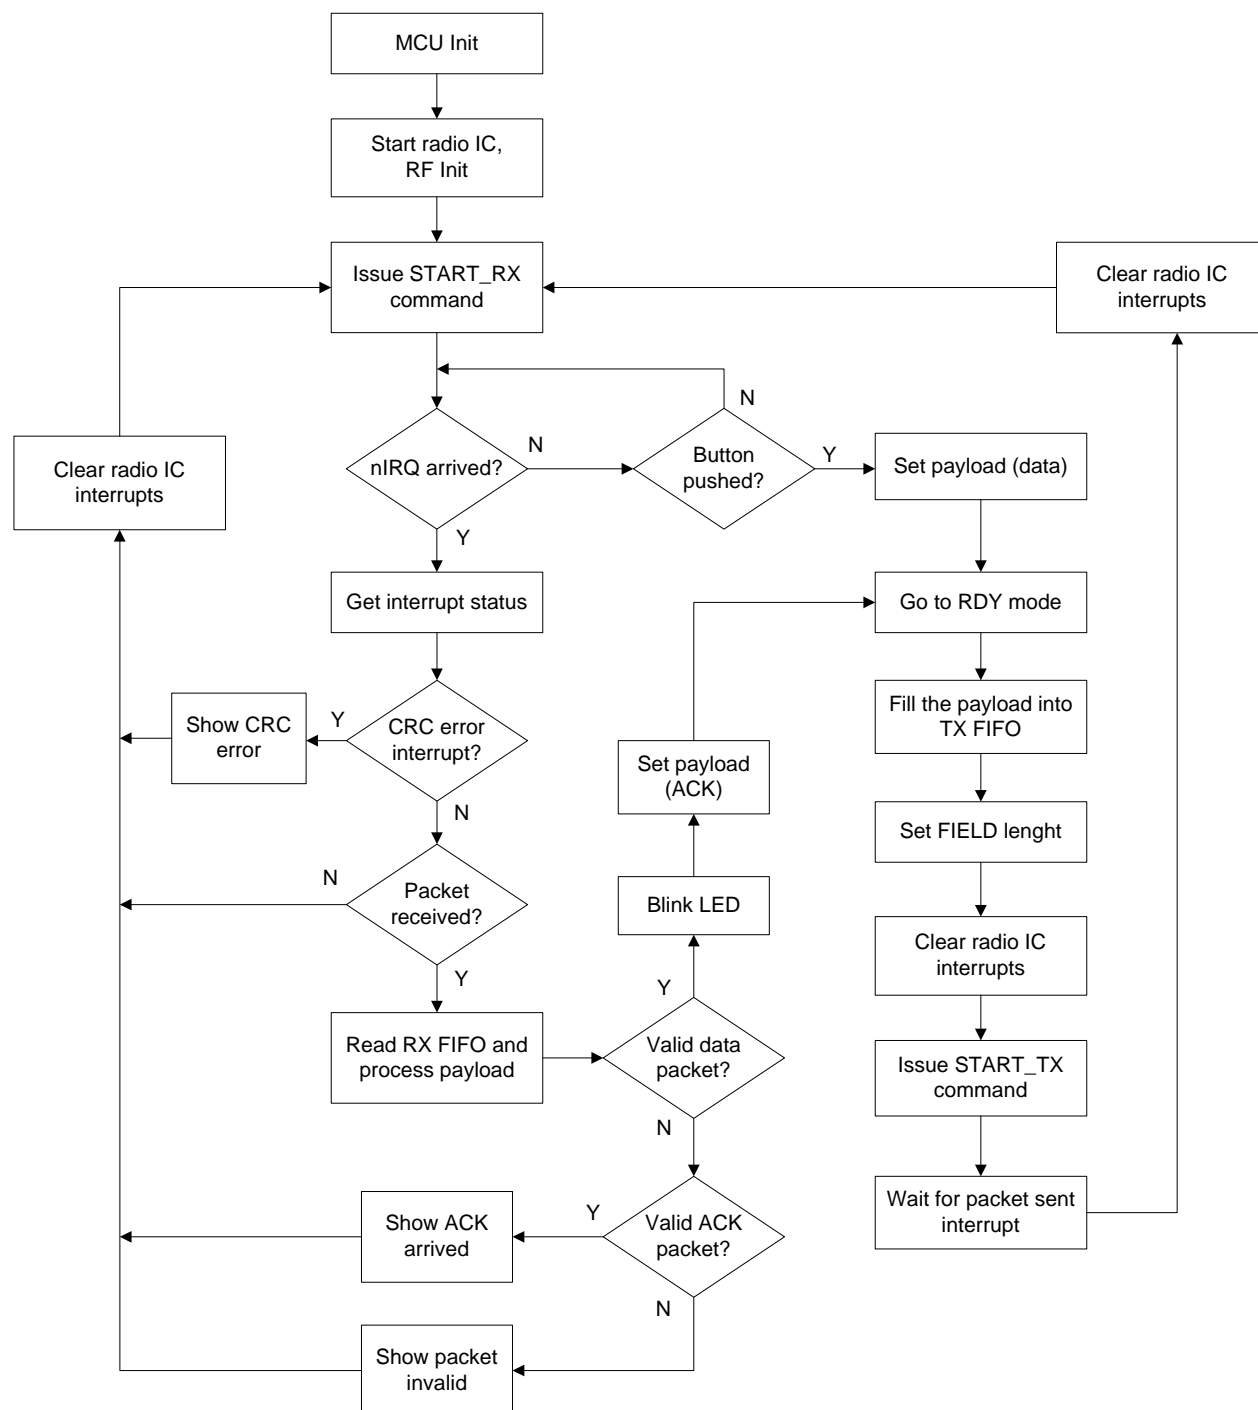 MCU Init
Start radio IC,
RF Init
Issue START_RX
command
Clear radio IC
interrupts
N
nIRQ arrived?
N
Button
pushed?
Y
Set payload (data)
Clear radio IC
interrupts
Y
Get interrupt status
Go to RDY mode
Show CRC
error
Y
CRC error
interrupt?
Fill the payload into
TX FIFO
Set payload
(ACK)
N
Set FIELD lenght
N
Packet
received?
Blink LED
Clear radio IC
interrupts
Y
Y
Read RX FIFO and
process payload
Valid data
packet?
Issue START_TX
command
N
Wait for packet sent
interrupt
Show ACK
arrived
Y
Valid ACK
packet?
N
Show packet
invalid